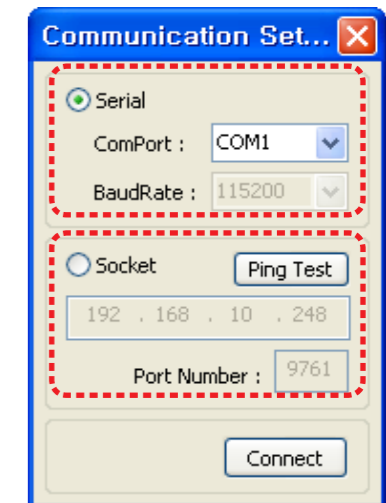 Communication Set...
Serial
ComPort : COM1
BaudRate : 115200
Socket Ping Test
192 . 168 . 10 . 248
Port Number : 9761
Connect